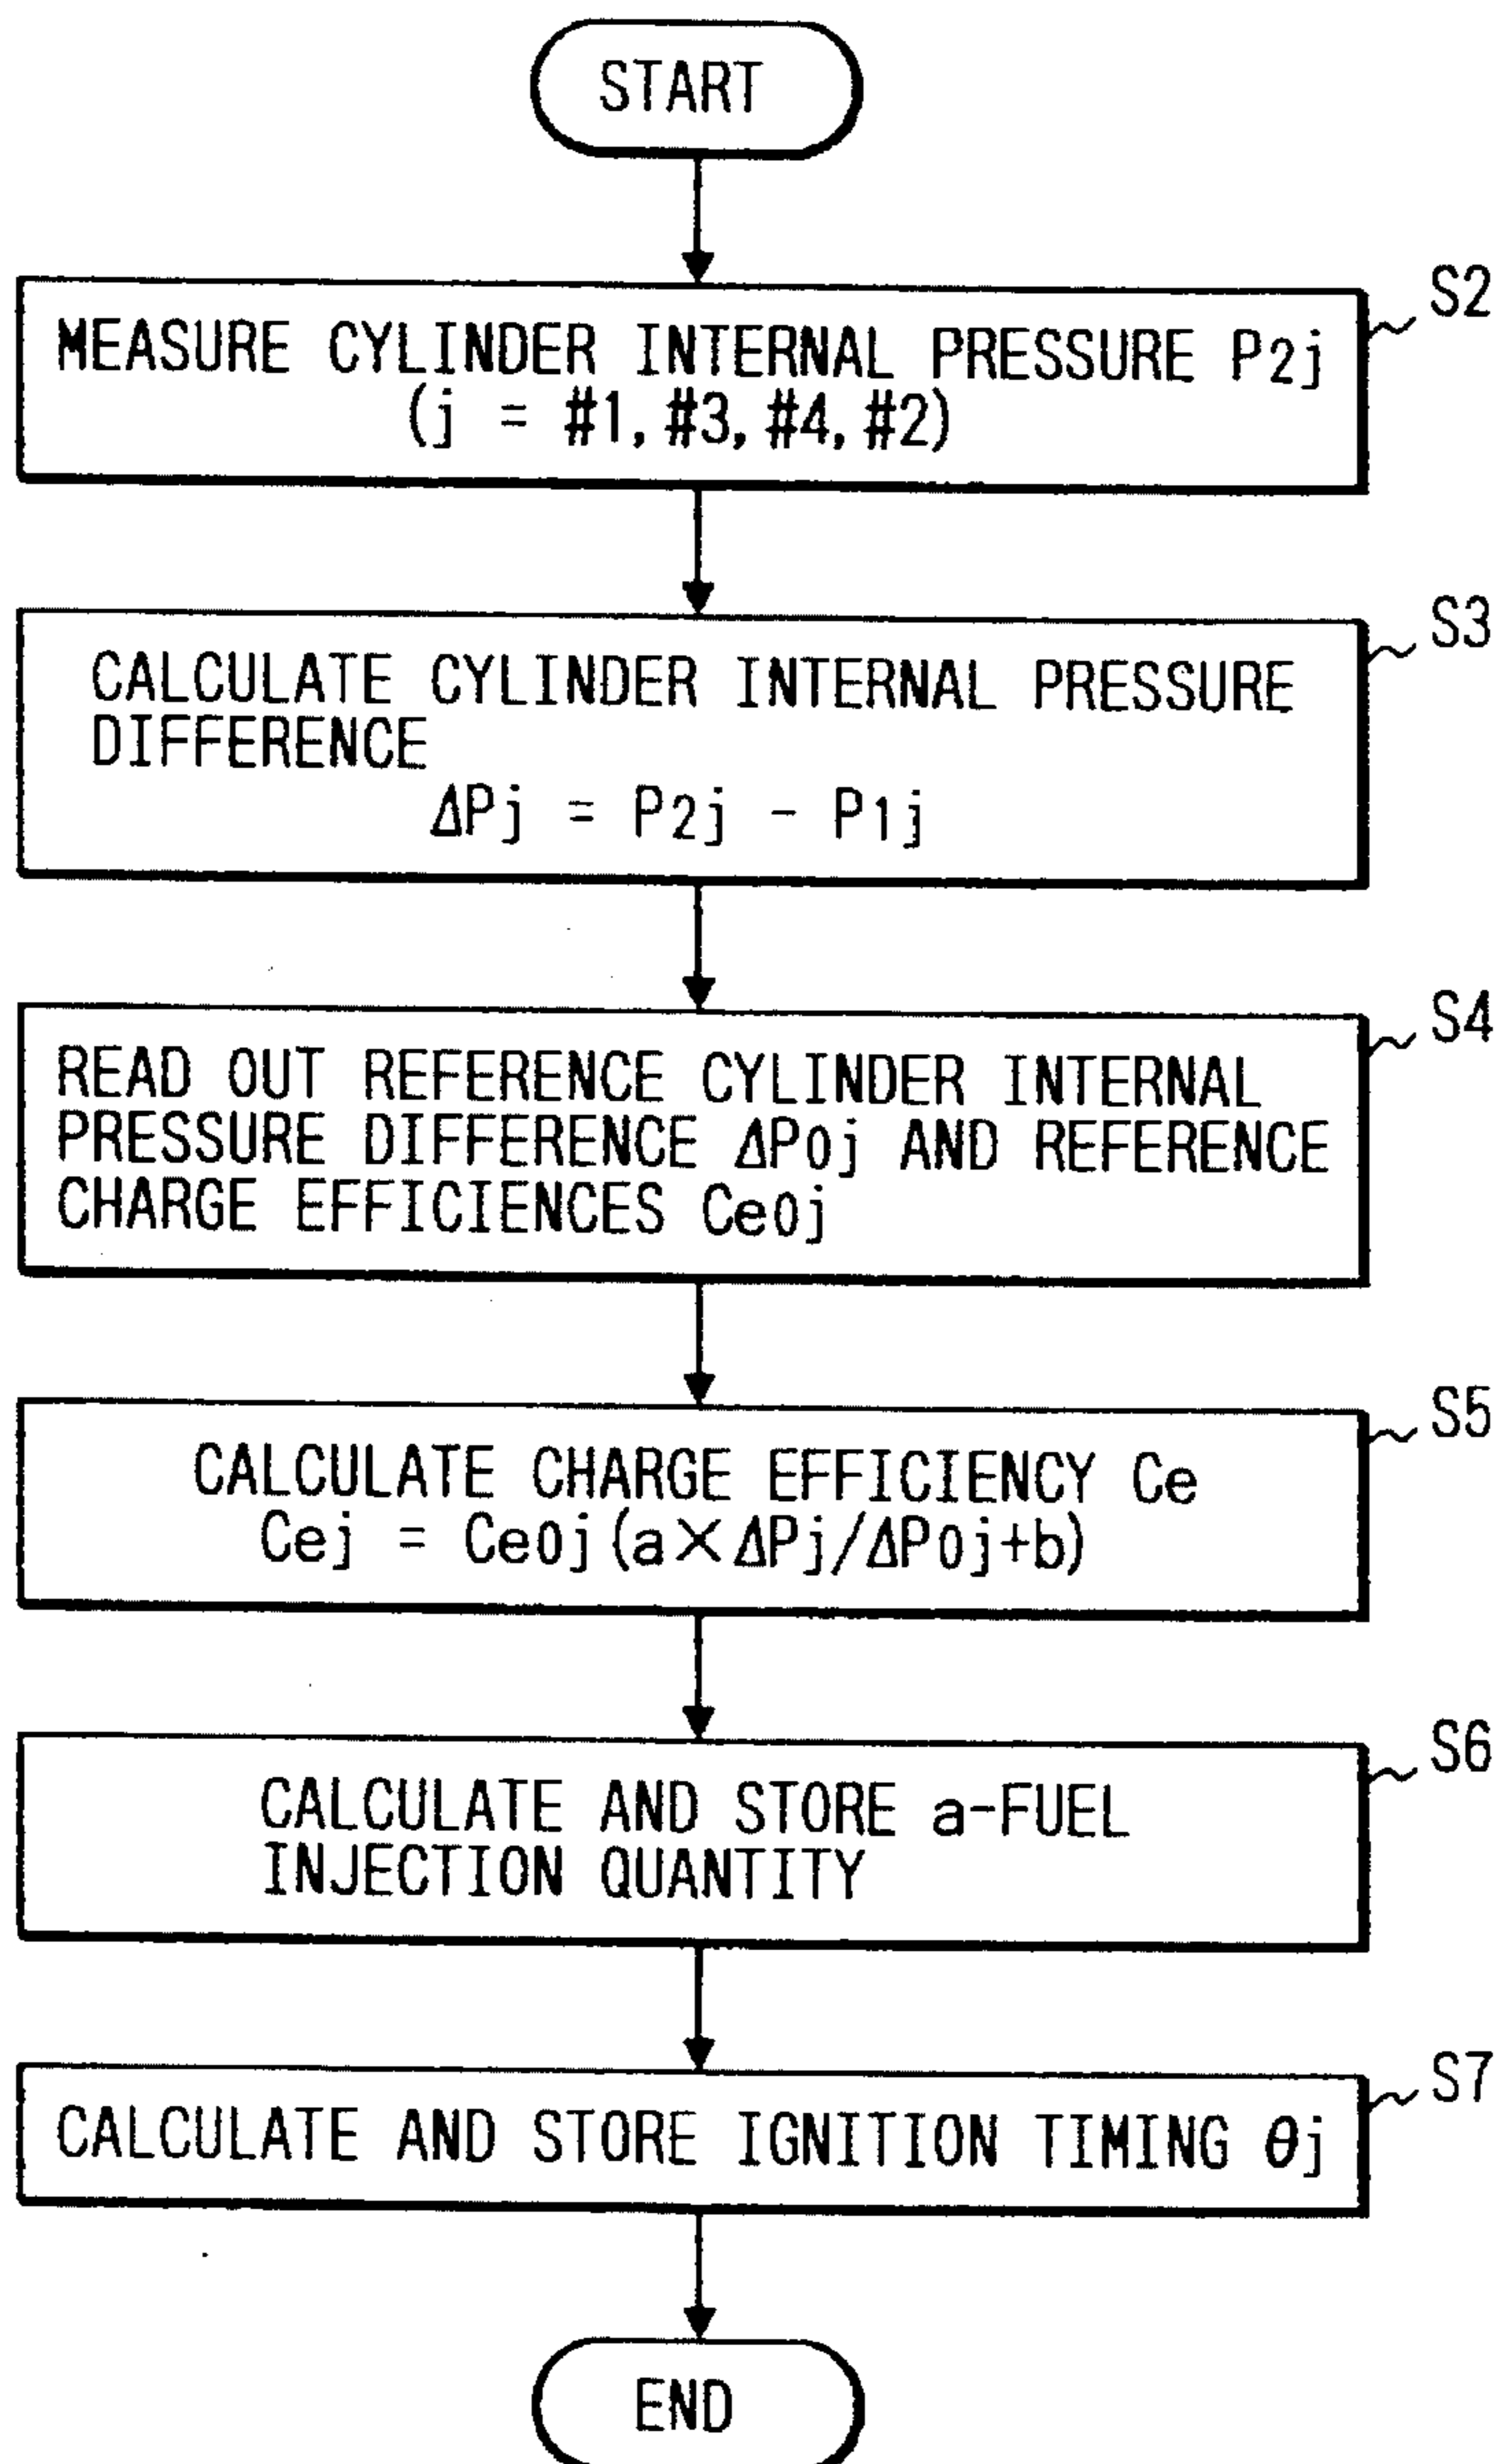 START
S2
MEASURE CYLINDER INTERNAL PRESSURE P2j
(j = #1, #3, #4, #2)
S3
CALCULATE CYLINDER INTERNAL PRESSURE
DIFFERENCE
ΔPj = P2j - P1j
S4
READ OUT REFERENCE CYLINDER INTERNAL
PRESSURE DIFFERENCE ΔP0j AND REFERENCE
CHARGE EFFICIENCES Ce0j
S5
CALCULATE CHARGE EFFICIENCY Ce
Cej = Ce0j(a×ΔPj/ΔP0j+b)
S6
CALCULATE AND STORE a-FUEL
INJECTION QUANTITY
S7
CALCULATE AND STORE IGNITION TIMING θj
END